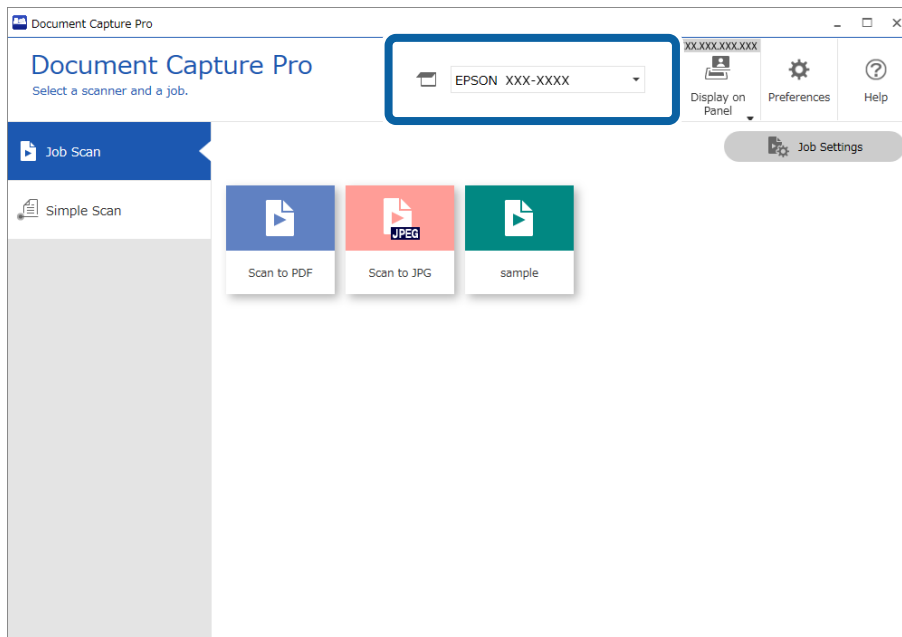 Document Capture Pro
Document Capture Pro
Select a scanner and a job.
EPSON XXX-XXXX
XX.XXX.XXX.XXX
Display on
Panel
Preferences
Help
Job Scan
Job Settings
Simple Scan
JPEG
Scan to PDF
Scan to JPG
sample